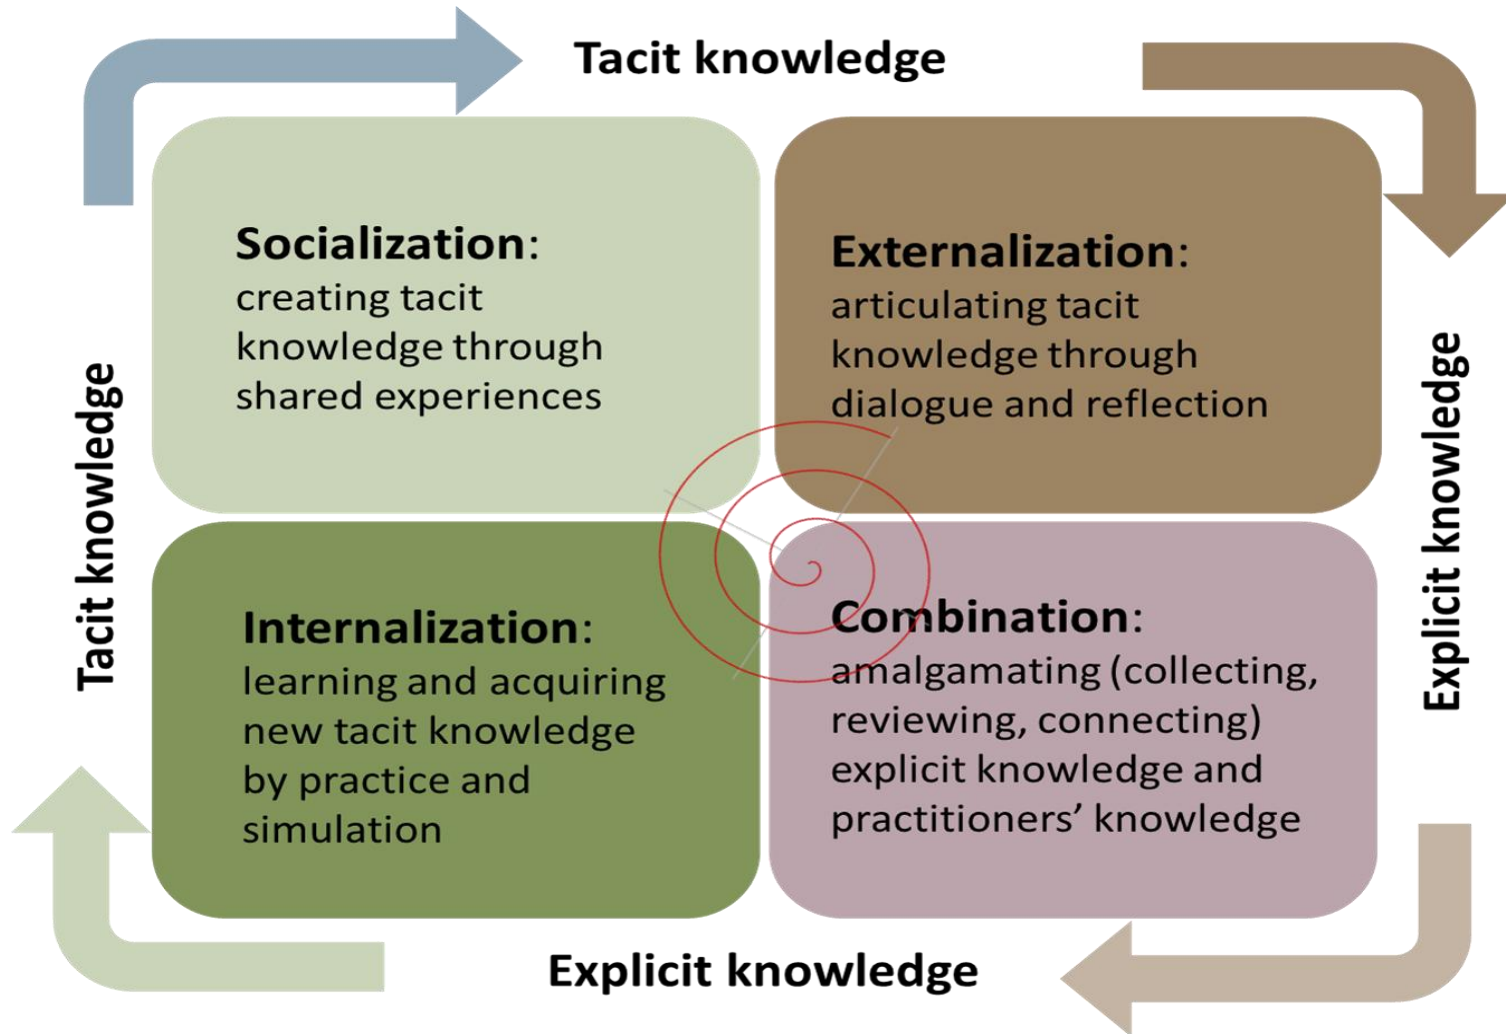 Tacit knowledge
Socialization:
creating tacit
knowledge through
shared experiences
Externalization:
articulating tacit
knowledge through
dialogue and reflection
Tacit knowledge
Explicit knowledge
Internalization:
learning and acquiring
new tacit knowledge
by practice and
simulation
Combination:
amalgamating (collecting,
reviewing, connecting)
explicit knowledge and
practitioners’ knowledge
Explicit knowledge